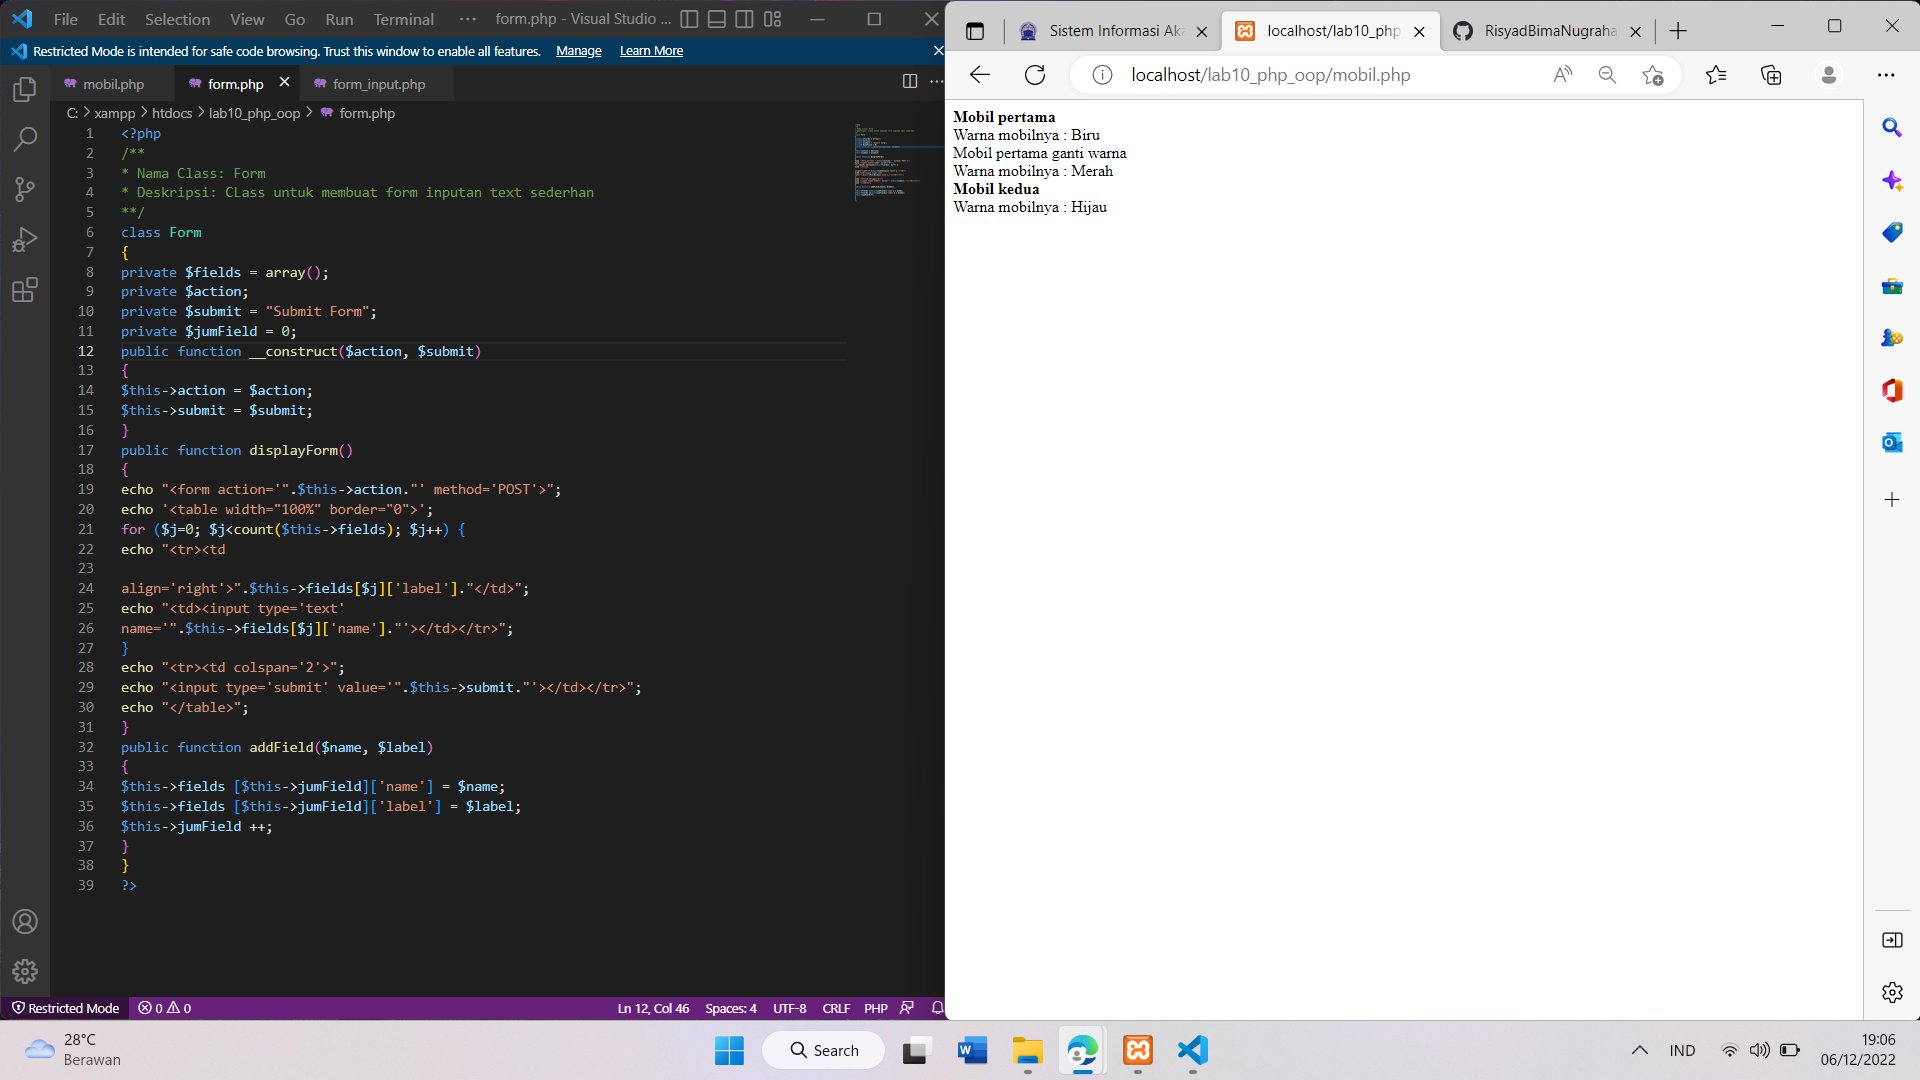 File Edit Selection View Go Run Terminal ··· form.php - Visual Studio ...
Restricted Mode is intended for safe code browsing. Trust this window to enable all features. Manage Learn More
mobil.php form.php form_input.php
C: > xampp > htdocs > lab10_php_oop > form.php
1 <?php
2 /**
3 * Nama Class: Form
4 * Deskripsi: CLass untuk membuat form inputan text sederhan
5 **/
6 class Form
7 {
8 private $fields = array();
9 private $action;
10 private $submit = "Submit Form";
11 private $jumField = 0;
12 public function __construct($action, $submit)
13 {
14 $this->action = $action;
15 $this->submit = $submit;
16 }
17 public function displayForm()
18 {
19 echo "<form action='".$this->action."' method='POST'>";
20 echo '<table width="100%" border="0">';
21 for ($j=0; $j<count($this->fields); $j++) {
22 echo "<tr><td
23
24 align='right'>".$this->fields[$j]['label']."</td>";
25 echo "<td><input type='text'
26 name='".$this->fields[$j]['name']."'></td></tr>";
27 }
28 echo "<tr><td colspan='2'>";
29 echo "<input type='submit' value='".$this->submit."'></td></tr>";
30 echo "</table>";
31 }
32 public function addField($name, $label)
33 {
34 $this->fields [$this->jumField]['name'] = $name;
35 $this->fields [$this->jumField]['label'] = $label;
36 $this->jumField ++;
37 }
38 }
39 ?>
Restricted Mode 0 0 Ln 12, Col 46 Spaces: 4 UTF-8 CRLF PHP
Sistem Informasi Aka localhost/lab10_php RisyadBimaNugraha
localhost/lab10_php_oop/mobil.php
Mobil pertama
Warna mobilnya : Biru
Mobil pertama ganti warna
Warna mobilnya : Merah
Mobil kedua
Warna mobilnya : Hijau
28°C
Berawan
Search
IND
19:06
06/12/2022